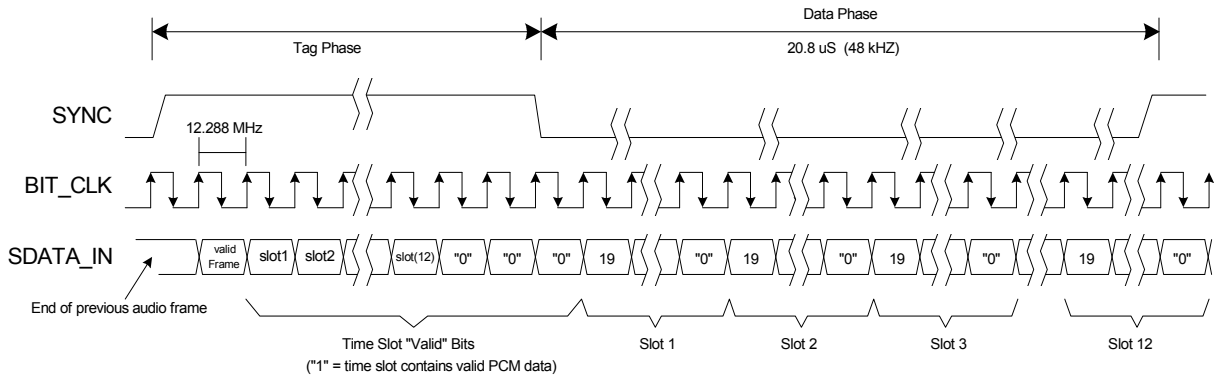 Data Phase
Tag Phase
20.8 uS (48 kHZ)
SYNC
12.288 MHz
BIT_CLK
SDATA_IN
valid Frame slot1 slot2 slot(12) "0" "0" "0" 19 "0" 19 "0" 19 "0" 19 "0"
End of previous audio frame
Time Slot "Valid" Bits
("1" = time slot contains valid PCM data)
Slot 1
Slot 2
Slot 3
Slot 12